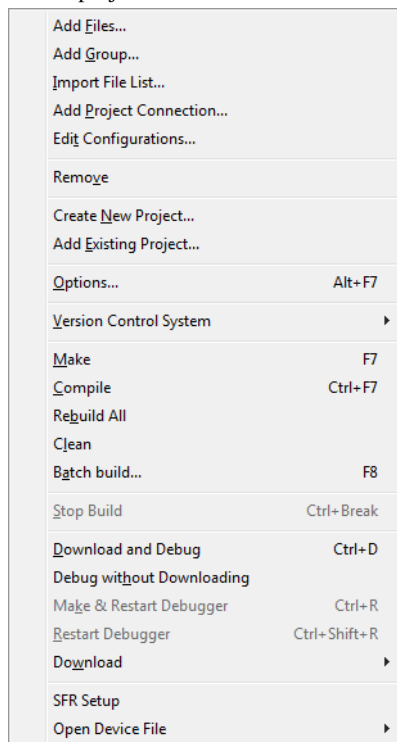 Add Files...
Add Group...
Import File List...
Add Project Connection...
Edit Configurations...
Remove
Create New Project...
Add Existing Project...
Options... Alt+F7
Version Control System
Make F7
Compile Ctrl+F7
Rebuild All
Clean
Batch build... F8
Stop Build Ctrl+Break
Download and Debug Ctrl+D
Debug without Downloading
Make & Restart Debugger Ctrl+R
Restart Debugger Ctrl+Shift+R
Download
SFR Setup
Open Device File